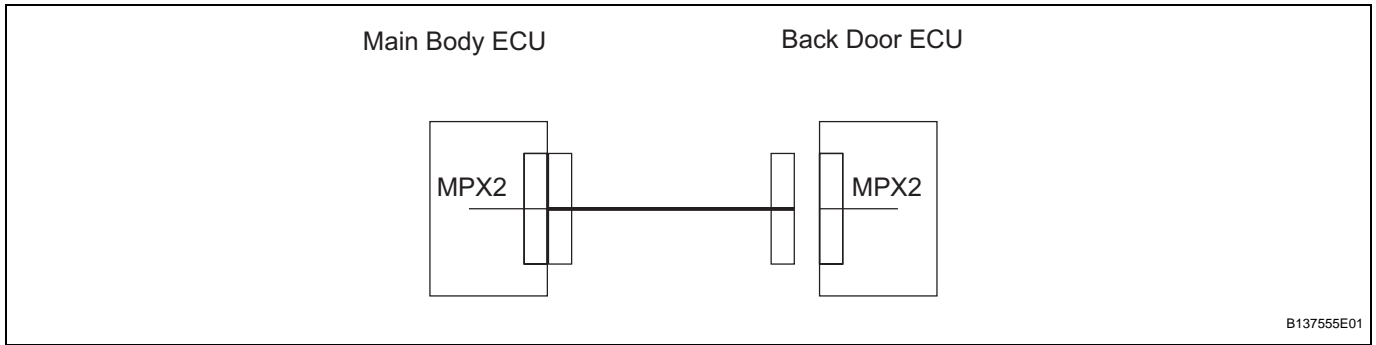 Main Body ECU
Back Door ECU
MPX2
MPX2
B137555E01